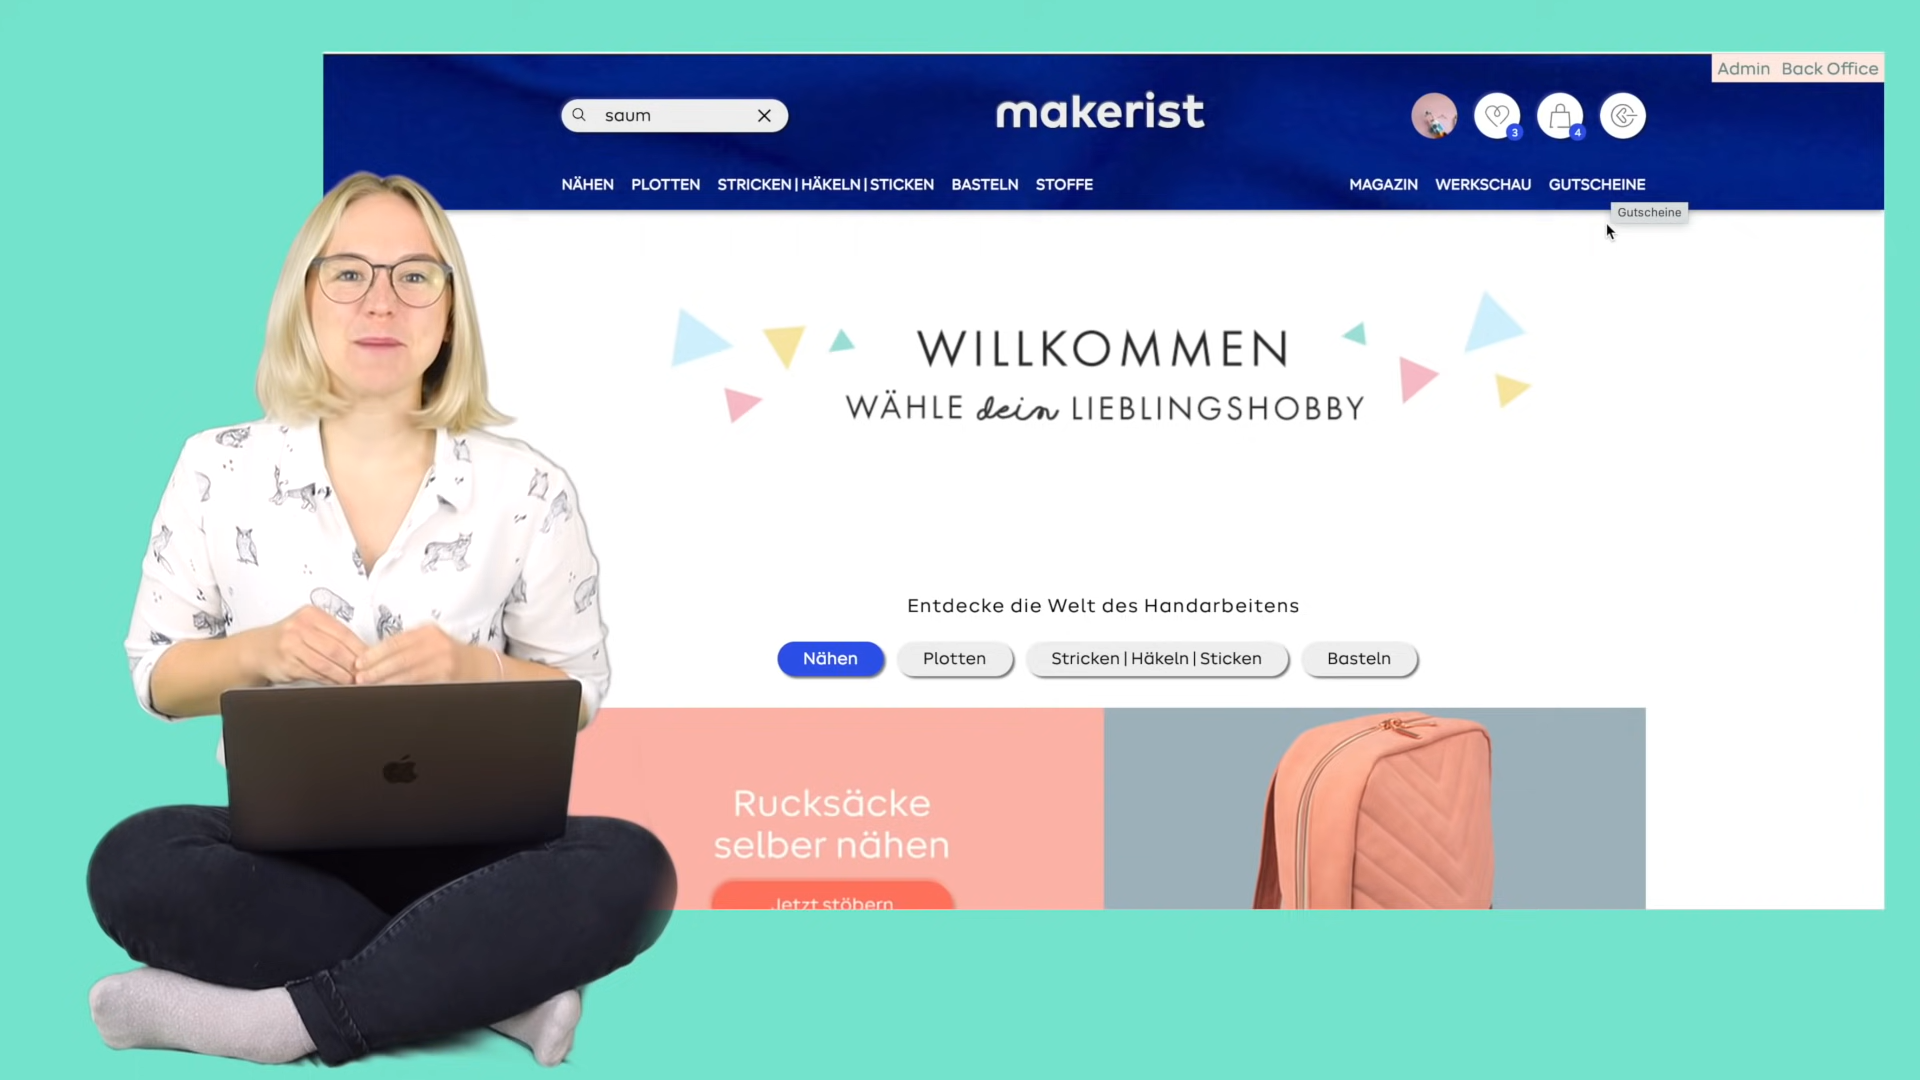 Admin Back Office
saum
makerist
3
4
NÄHEN PLOTTEN STRICKEN | HÄKELN | STICKEN BASTELN STOFFE MAGAZIN WERKSCHAU GUTSCHEINE
Gutscheine
WILLKOMMEN
WÄHLE dein LIEBLINGSHOBBY
Entdecke die Welt des Handarbeitens
Nähen Plotten Stricken | Häkeln | Sticken Basteln
Rucksäcke
selber nähen
Jetzt stöbern